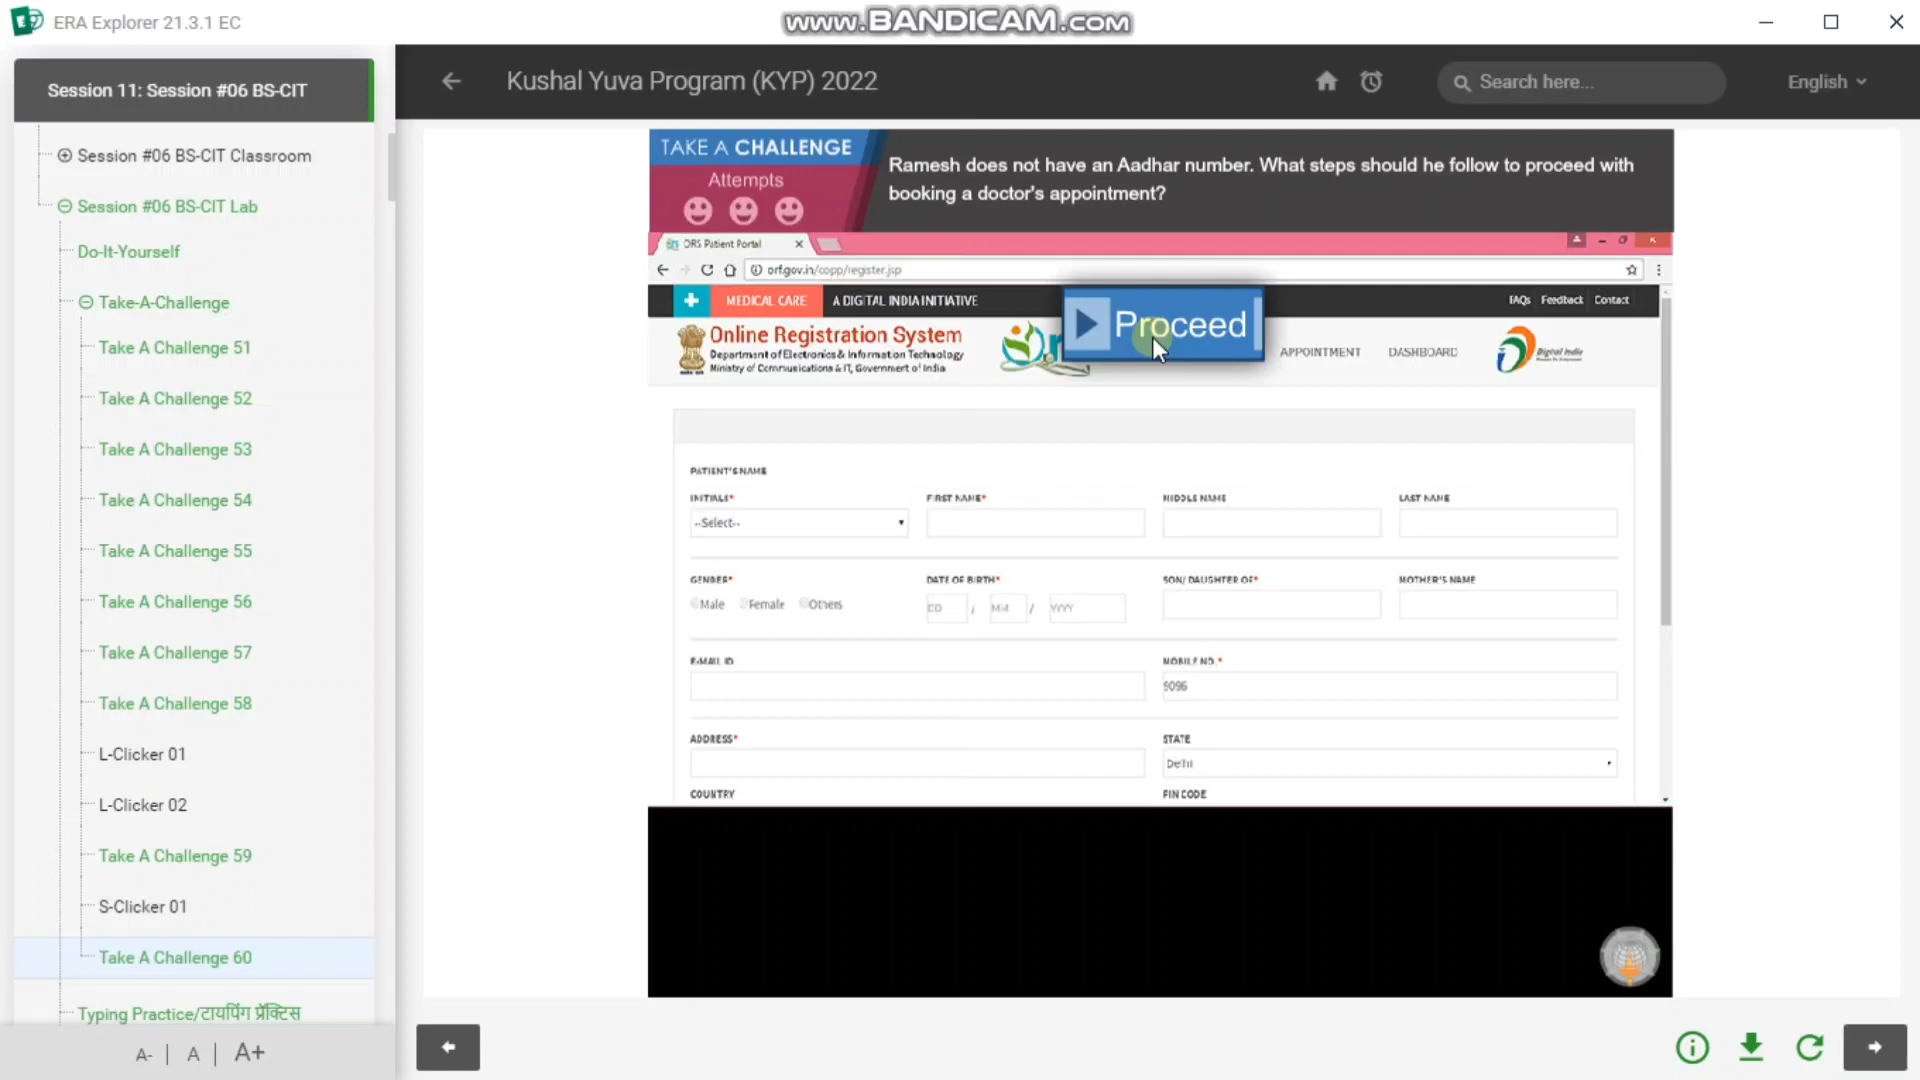 ERA Explorer 21.3.1 EC
www.BANDICAM.com
Session 11: Session #06 BS-CIT
Kushal Yuva Program (KYP) 2022
Search here...
English
Session #06 BS-CIT Classroom
Session #06 BS-CIT Lab
Do-It-Yourself
Take-A-Challenge
Take A Challenge 51
Take A Challenge 52
Take A Challenge 53
Take A Challenge 54
Take A Challenge 55
Take A Challenge 56
Take A Challenge 57
Take A Challenge 58
L-Clicker 01
L-Clicker 02
Take A Challenge 59
S-Clicker 01
Take A Challenge 60
Typing Practice/टायपिंग प्रॅक्टिस
A- | A | A+
TAKE A CHALLENGE
Attempts
Ramesh does not have an Aadhar number. What steps should he follow to proceed with
booking a doctor's appointment?
ORS Patient Portal
orf.gov.in/copp/register.jsp
MEDICAL CARE
A DIGITAL INDIA INITIATIVE
FAQs Feedback Contact
Proceed
Online Registration System
Department of Electronics & Information Technology
Ministry of Communications & IT, Government of India
APPOINTMENT DASHBOARD
Digital India
PATIENT'S NAME
INITIALS* FIRST NAME* MIDDLE NAME LAST NAME
--Select--
GENDER* DATE OF BIRTH* SON/ DAUGHTER OF* MOTHER'S NAME
Male Female Others
DD / MM / YYYY
E-MAIL ID MOBILE NO.*
9096
ADDRESS* STATE
Delhi
COUNTRY PIN CODE